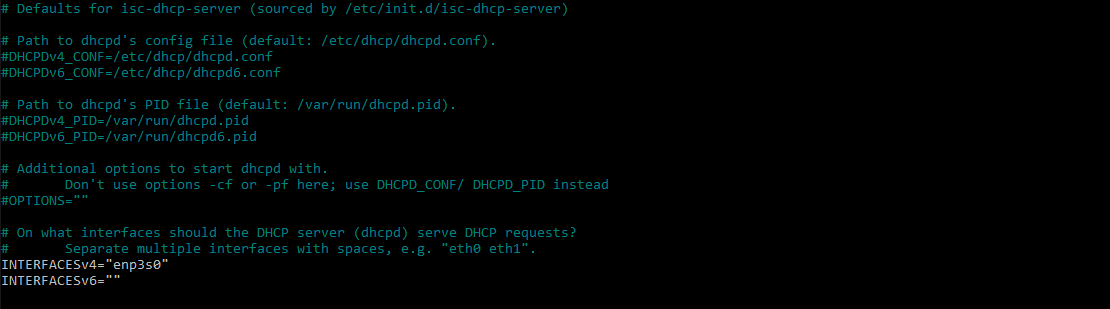 # Defaults for isc-dhcp-server (sourced by /etc/init.d/isc-dhcp-server)
# Path to dhcpd's config file (default: /etc/dhcp/dhcpd.conf).
#DHCPDv4_CONF=/etc/dhcp/dhcpd.conf
#DHCPDv6_CONF=/etc/dhcp/dhcpd6.conf
# Path to dhcpd's PID file (default: /var/run/dhcpd.pid).
#DHCPDv4_PID=/var/run/dhcpd.pid
#DHCPDv6_PID=/var/run/dhcpd6.pid
# Additional options to start dhcpd with.
#       Don't use options -cf or -pf here; use DHCPD_CONF/ DHCPD_PID instead
#OPTIONS=""
# On what interfaces should the DHCP server (dhcpd) serve DHCP requests?
#       Separate multiple interfaces with spaces, e.g. "eth0 eth1".
INTERFACESv4="enp3s0"
INTERFACESv6=""